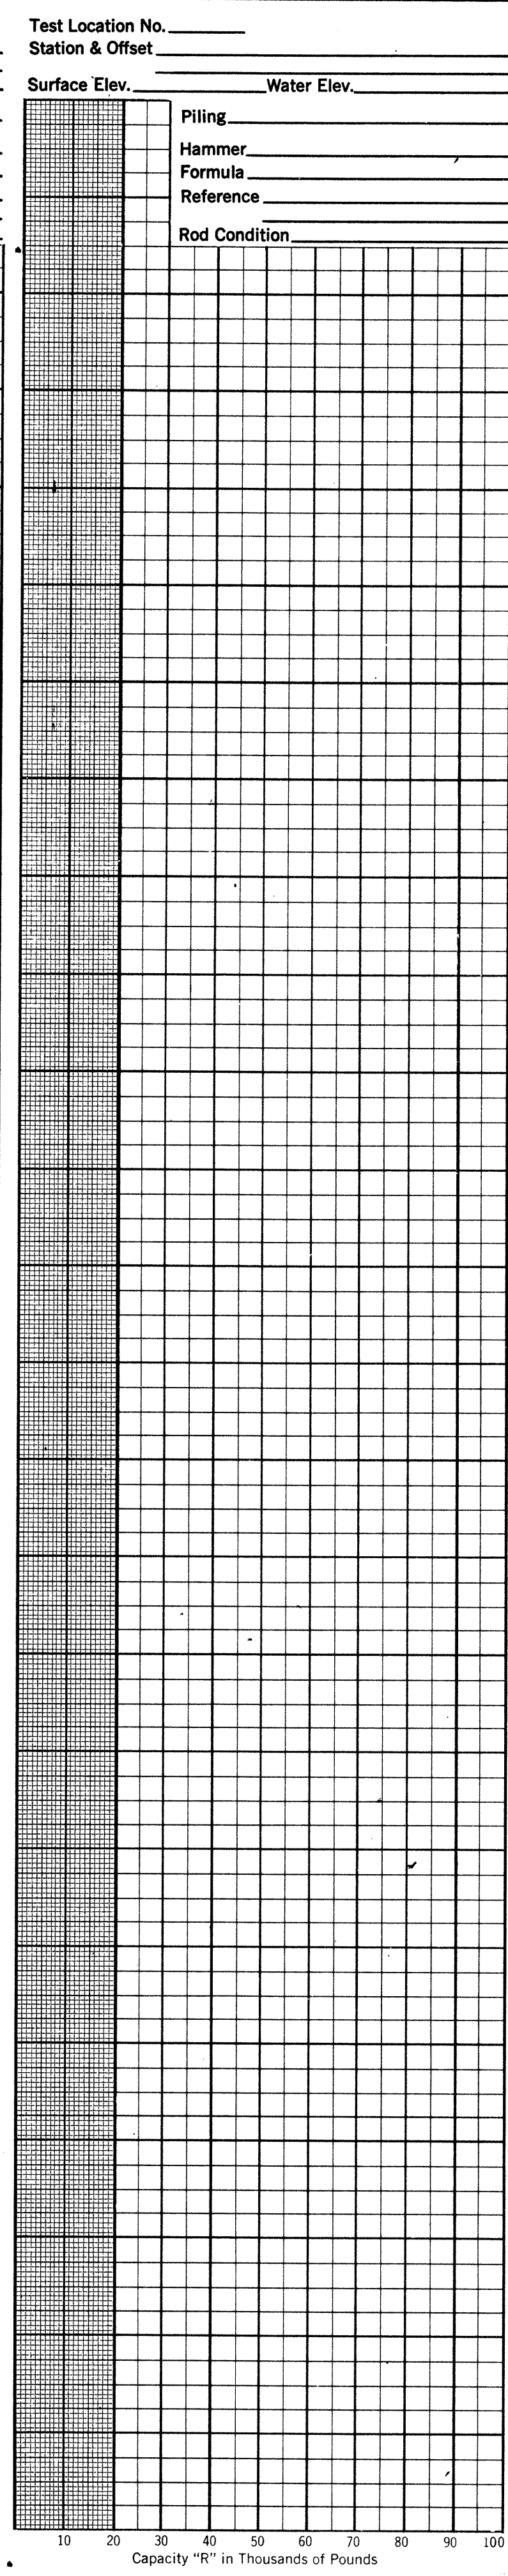 Test Location No.
Station & Offset
Surface Elev. Water Elev.
Piling
Hammer
Formula
Reference
Rod Condition
10 20 30 40 50 60 70 80 90 100
Capacity "R" in Thousands of Pounds